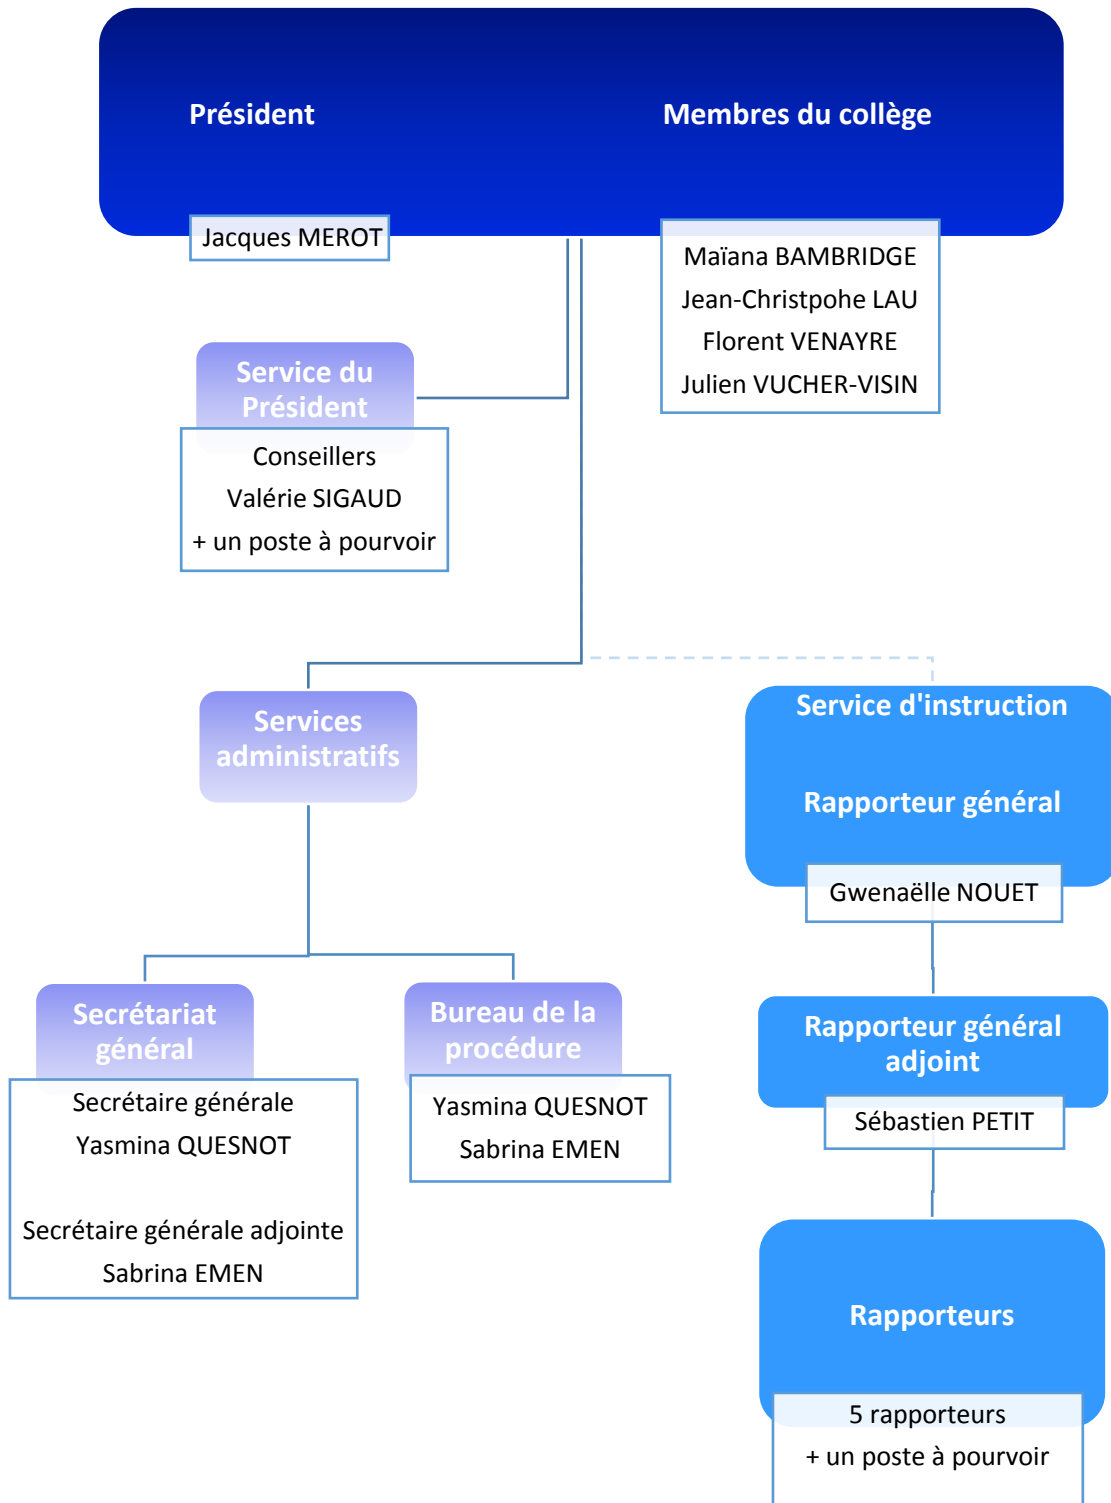 Président
Membres du collège
Jacques MEROT
Maïana BAMBRIDGE
Jean-Christpohe LAU
Florent VENAYRE
Julien VUCHER-VISIN
Service du
Président
Conseillers
Valérie SIGAUD
+ un poste à pourvoir
Services
administratifs
Service d'instruction
Rapporteur général
Gwenaëlle NOUET
Secrétariat
général
Secrétaire générale
Yasmina QUESNOT
Secrétaire générale adjointe
Sabrina EMEN
Bureau de la
procédure
Yasmina QUESNOT
Sabrina EMEN
Rapporteur général
adjoint
Sébastien PETIT
Rapporteurs
5 rapporteurs
+ un poste à pourvoir